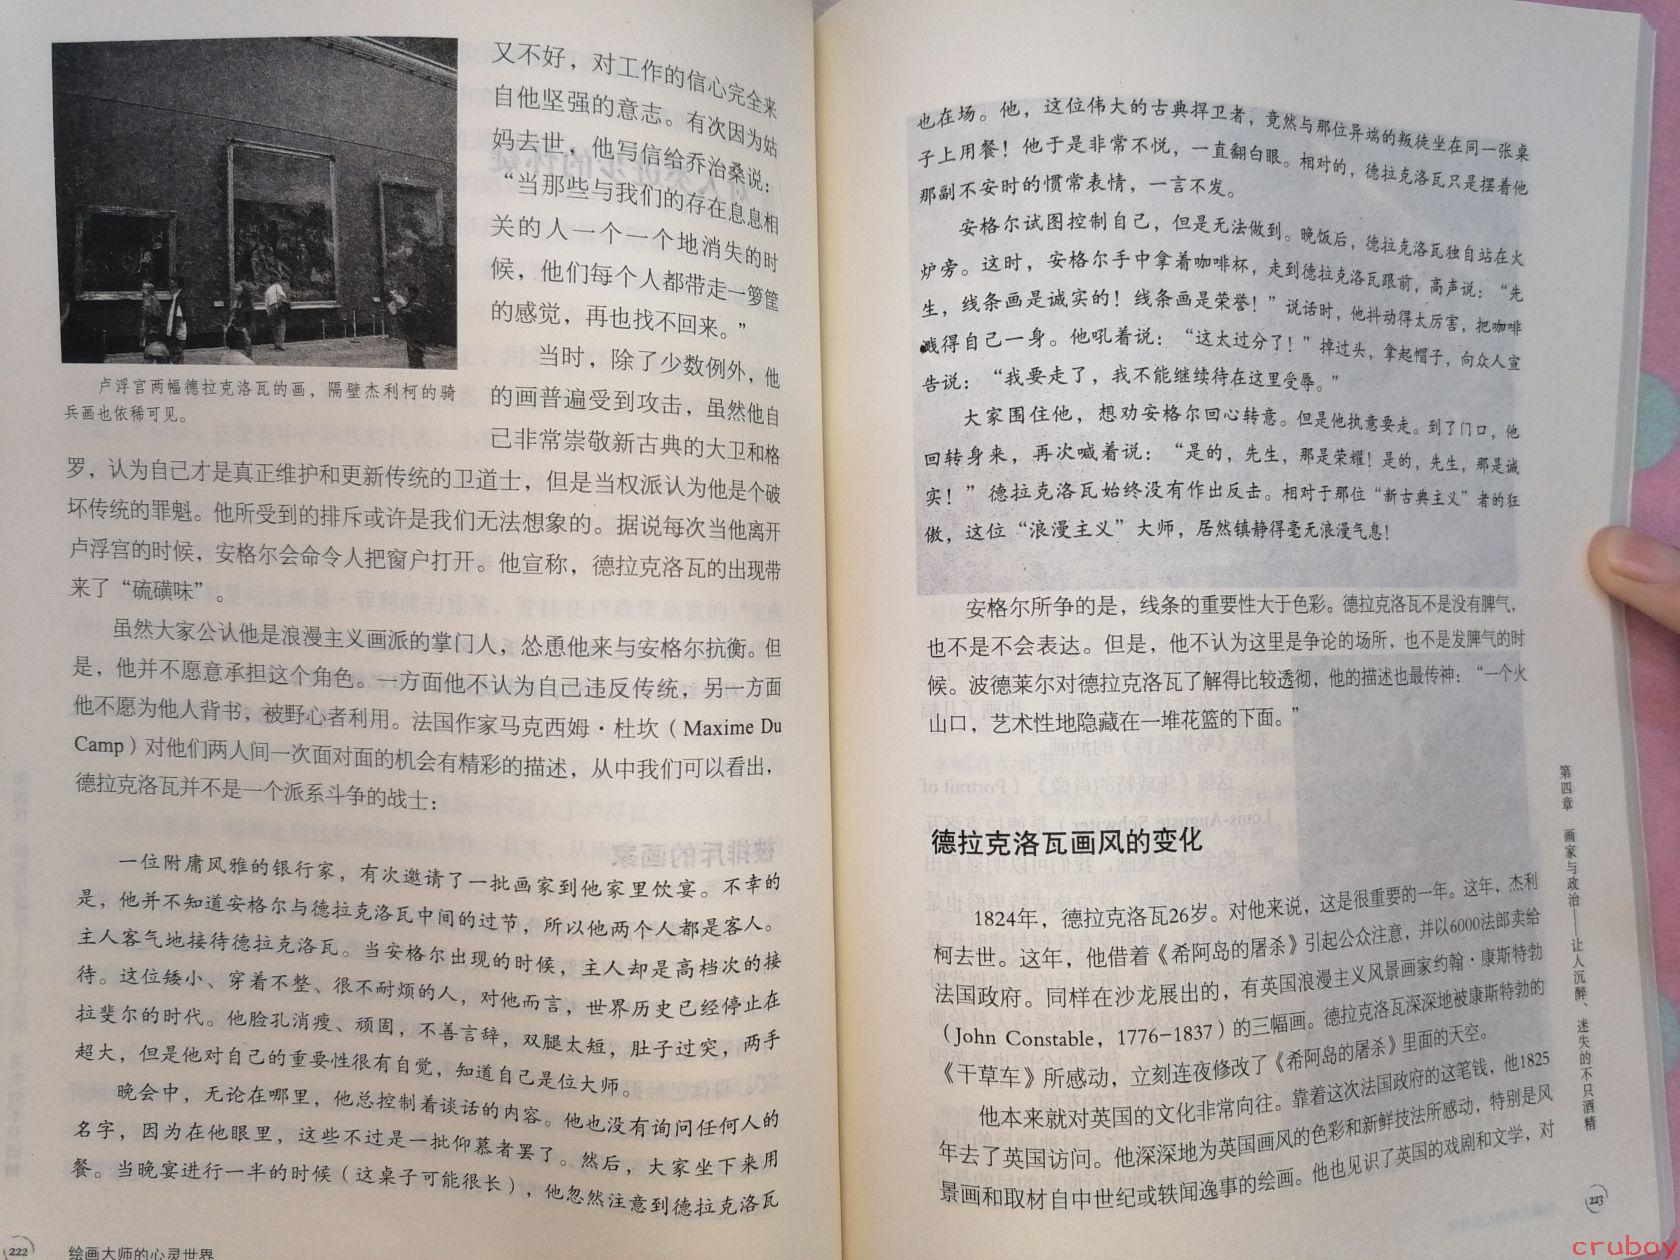 又不好，对工作的信心完全来
自他坚强的意志。有次因为姑
妈去世，他写信给乔治桑说：
“当那些与我们的存在息息相
关的人一个一个地消失的时
候，他们每个人都带走一箩筐
的感觉，再也找不回来。”
当时，除了少数例外，他
的画普遍受到攻击，虽然他自
己非常崇敬新古典的大卫和格
卢浮宫两幅德拉克洛瓦的画，隔壁杰利柯的骑
兵画也依稀可见。
罗，认为自己才是真正维护和更新传统的卫道士，但是当权派认为他是个破
坏传统的罪魁。他所受到的排斥或许是我们无法想象的。据说每次当他离开
卢浮宫的时候，安格尔会命令人把窗户打开。他宣称，德拉克洛瓦的出现带
来了“硫磺味”。
虽然大家公认他是浪漫主义画派的掌门人，怂恿他来与安格尔抗衡。但
是，他并不愿意承担这个角色。一方面他不认为自己违反传统，另一方面
他不愿为他人背书，被野心者利用。法国作家马克西姆·杜坎（Maxime Du
Camp）对他们两人间一次面对面的机会有精彩的描述，从中我们可以看出，
德拉克洛瓦并不是一个派系斗争的战士：
一位附庸风雅的银行家，有次邀请了一批画家到他家里饮宴。不幸的
是，他并不知道安格尔与德拉克洛瓦中间的过节，所以他两个人都是客人。
主人客气地接待德拉克洛瓦。当安格尔出现的时候，主人却是高档次的接
待。这位矮小、穿着不整、很不耐烦的人，对他而言，世界历史已经停止在
拉斐尔的时代。他脸孔消瘦、顽固，不善言辞，双腿太短，肚子过突，两手
超大，但是他对自己的重要性很有自觉，知道自己是位大师。
晚会中，无论在哪里，他总控制着谈话的内容。他也没有询问任何人的
名字，因为在他眼里，这些不过是一批仰慕者罢了。然后，大家坐下来用
餐。当晚宴进行一半的时候（这桌子可能很长），他忽然注意到德拉克洛瓦
222
绘画大师的心灵世界
也在场。他，这位伟大的古典捍卫者，竟然与那位异端的叛徒坐在同一张桌
子上用餐！他于是非常不悦，一直翻白眼。相对的，德拉克洛瓦只是摆着他
那副不安时的惯常表情，一言不发。
安格尔试图控制自己，但是无法做到。晚饭后，德拉克洛瓦独自站在火
炉旁。这时，安格尔手中拿着咖啡杯，走到德拉克洛瓦跟前，高声说：“先
生，线条画是诚实的！线条画是荣誉！”说话时，他抖动得太厉害，把咖啡
溅得自己一身。他吼着说：“这太过分了！”掉过头，拿起帽子，向众人宣
告说：“我要走了，我不能继续待在这里受辱。”
大家围住他，想劝安格尔回心转意。但是他执意要走。到了门口，他
回转身来，再次喊着说：“是的，先生，那是荣耀！是的，先生，那是诚
实！”德拉克洛瓦始终没有作出反击。相对于那位“新古典主义”者的狂
傲，这位“浪漫主义”大师，居然镇静得毫无浪漫气息！
安格尔所争的是，线条的重要性大于色彩。德拉克洛瓦不是没有脾气，
也不是不会表达。但是，他不认为这里是争论的场所，也不是发脾气的时
候。波德莱尔对德拉克洛瓦了解得比较透彻，他的描述也最传神：“一个火
山口，艺术性地隐藏在一堆花篮的下面。”
德拉克洛瓦画风的变化
1824年，德拉克洛瓦26岁。对他来说，这是很重要的一年。这年，杰利
柯去世。这年，他借着《希阿岛的屠杀》引起公众注意，并以6000法郎卖给
法国政府。同样在沙龙展出的，有英国浪漫主义风景画家约翰·康斯特勃
（John Constable，1776-1837）的三幅画。德拉克洛瓦深深地被康斯特勃的
《干草车》所感动，立刻连夜修改了《希阿岛的屠杀》里面的天空。
他本来就对英国的文化非常向往。靠着这次法国政府的这笔钱，他1825
年去了英国访问。他深深地为英国画风的色彩和新鲜技法所感动，特别是风
景画和取材自中世纪或轶闻逸事的绘画。他也见识了英国的戏剧和文学，对
第四章 画家与政治——让人沉醉、迷失的不只酒精
223
cruboy